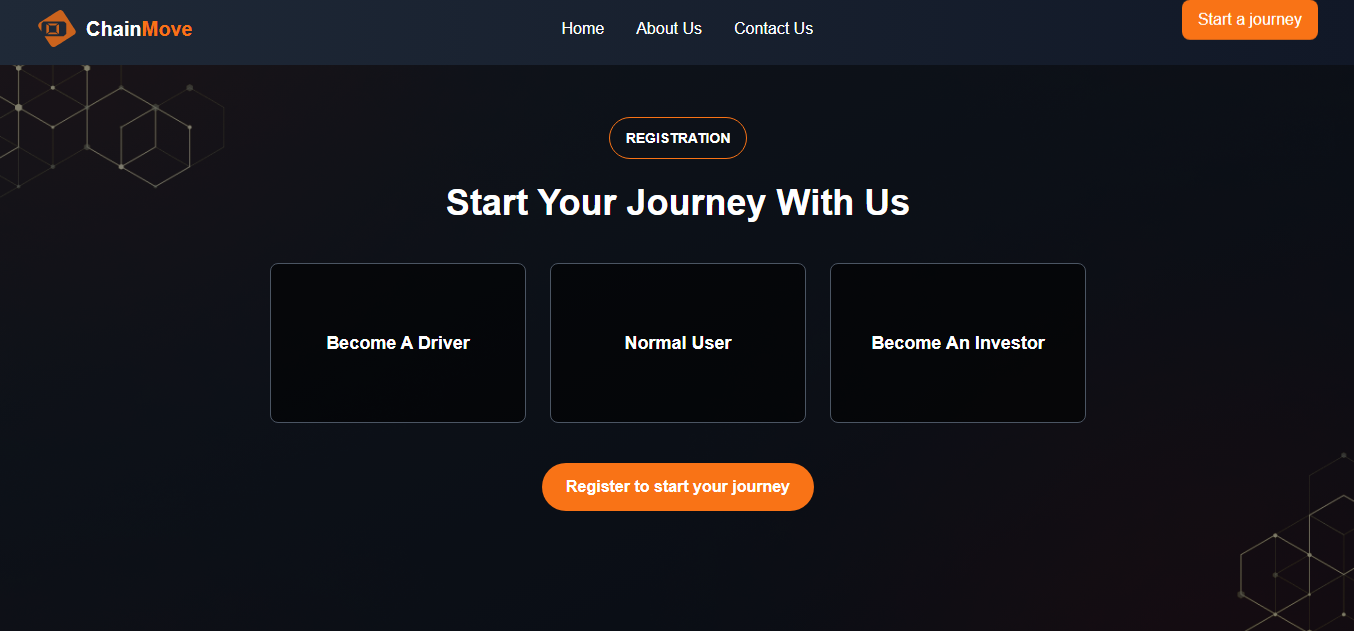 ChainMove
Home
About Us
Contact Us
Start a journey
REGISTRATION
Start Your Journey With Us
Become A Driver
Normal User
Become An Investor
Register to start your journey